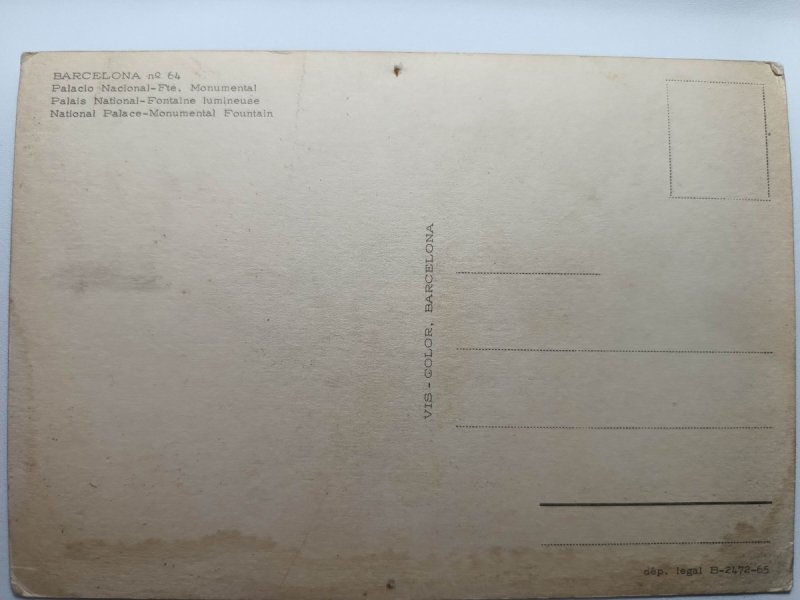 BARCELONA nº 64
Palacio Nacional-Fte. Monumental
Palais National-Fontaine lumineuse
National Palace-Monumental Fountain
VIS-COLOR, BARCELONA
dép. legal B-2472-65